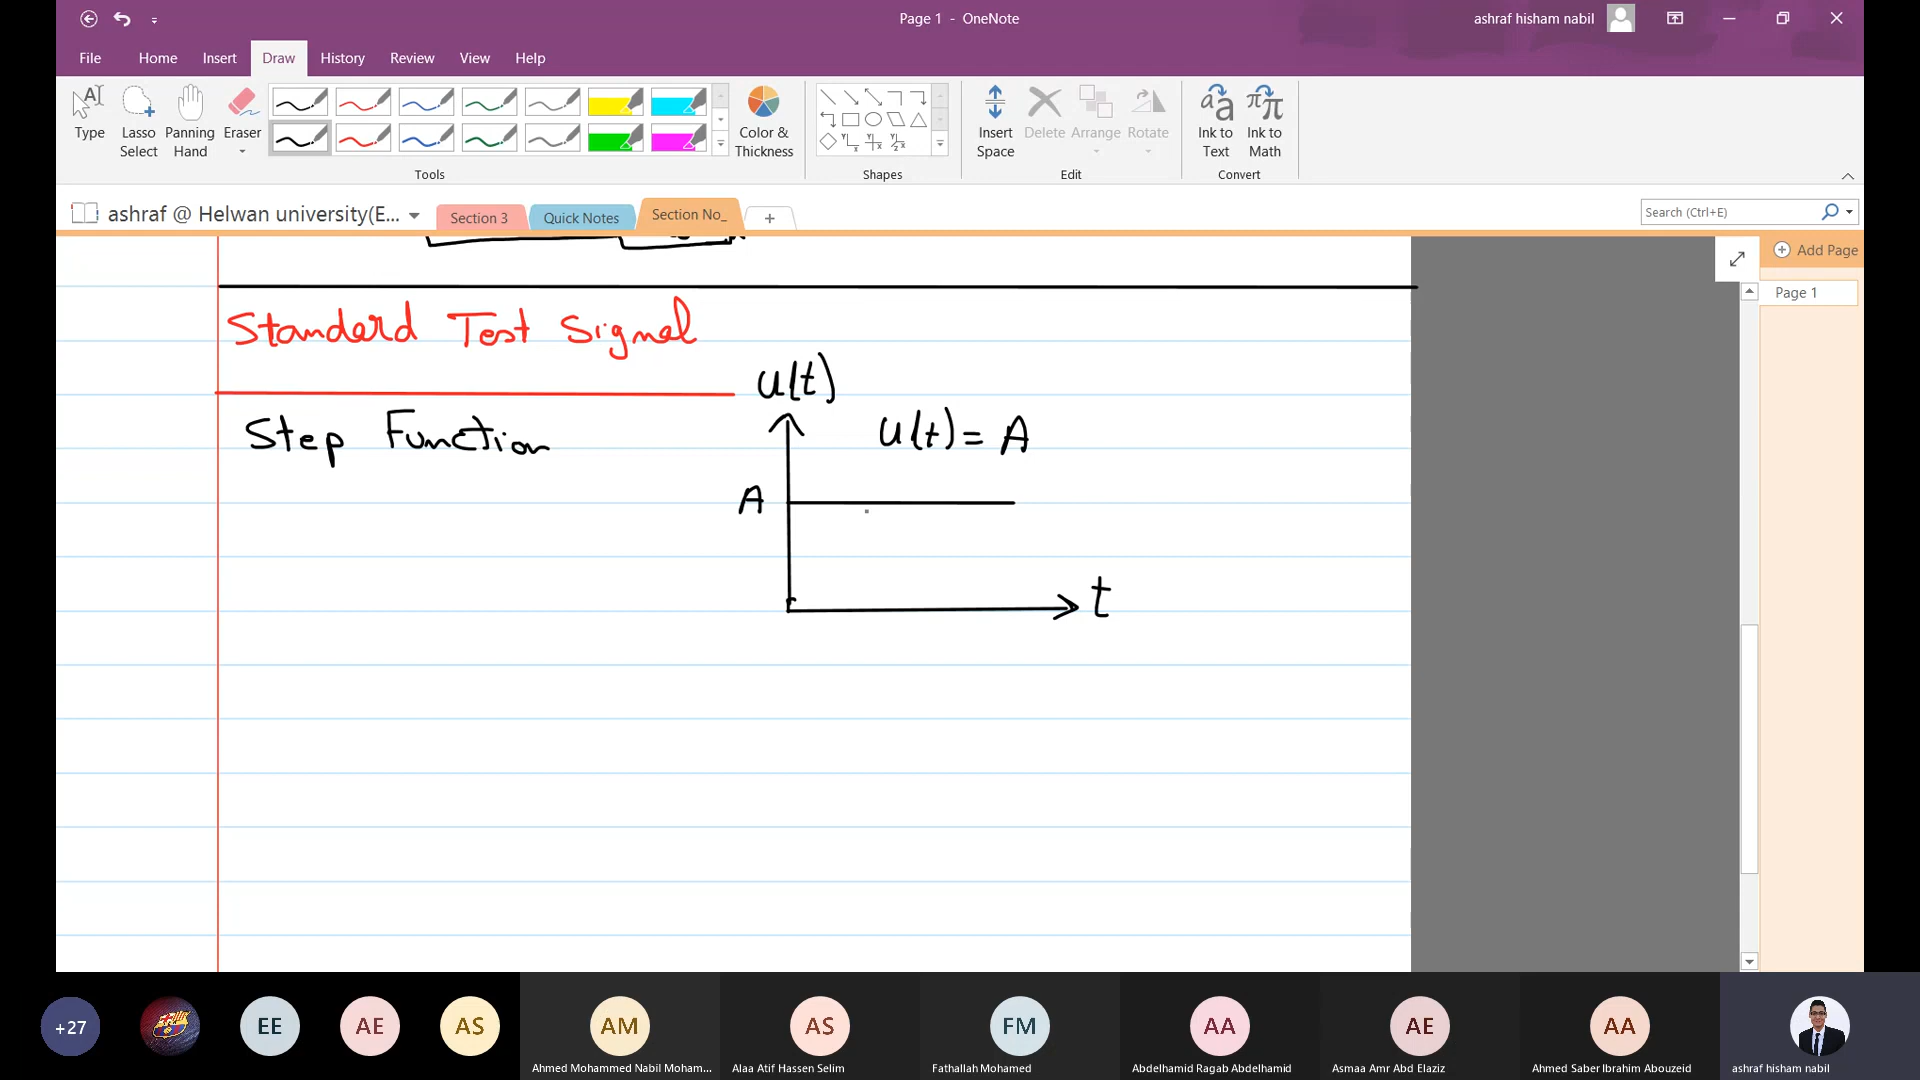 Page 1 - OneNote
ashraf hisham nabil
File Home Insert Draw History Review View Help
Type
Lasso Select
Panning Hand
Eraser
Color & Thickness
Insert Space
Delete
Arrange
Rotate
Ink to Text
Ink to Math
Tools
Shapes
Edit
Convert
ashraf @ Helwan university(E...
Section 3
Quick Notes
Section No_
Search (Ctrl+E)
Add Page
Page 1
Standard Test Signal
u(t)
Step Function
u(t) = A
A
t
+27
EE
AE
AS
AM
AS
FM
AA
AE
AA
Ahmed Mohammed Nabil Moham...
Alaa Atif Hassen Selim
Fathallah Mohamed
Abdelhamid Ragab Abdelhamid
Asmaa Amr Abd Elaziz
Ahmed Saber Ibrahim Abouzeid
ashraf hisham nabil